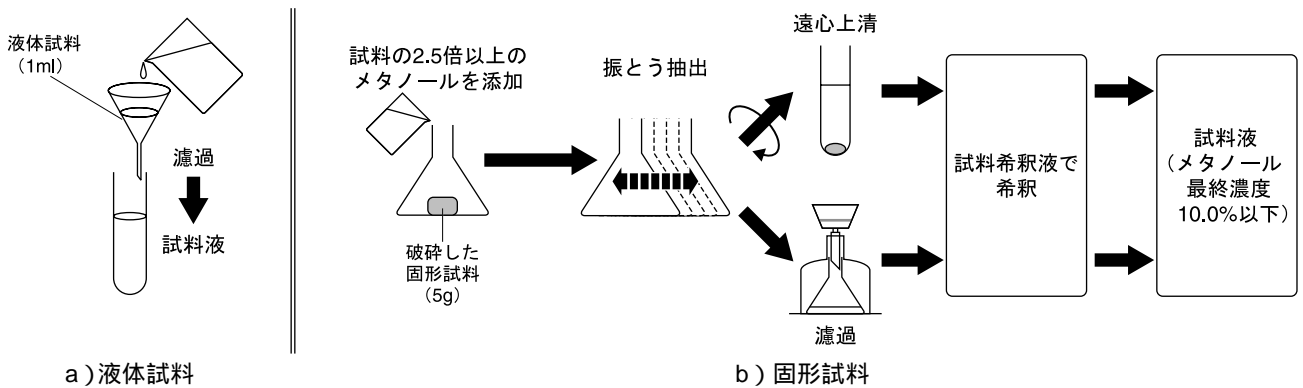 液体試料
（1ml）
濾過
試料液
a）液体試料
試料の2.5倍以上の
メタノールを添加
破砕した
固形試料
（5g）
振とう抽出
遠心上清
濾過
試料希釈液で
希釈
試料液
（メタノール
最終濃度
10.0%以下）
b）固形試料